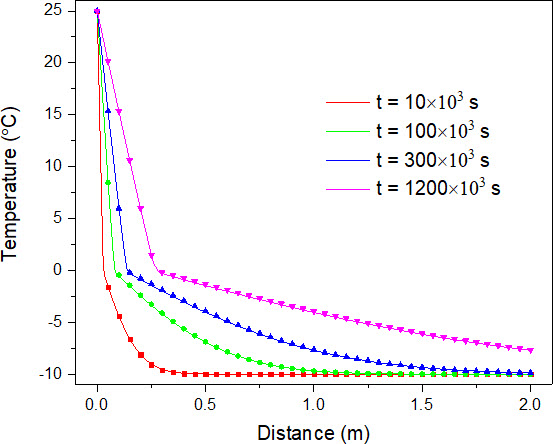 25
20
15
10
5
0
-5
-10
Temperature (°C)
t = 10×10³ s
t = 100×10³ s
t = 300×10³ s
t = 1200×10³ s
0.0 0.5 1.0 1.5 2.0
Distance (m)